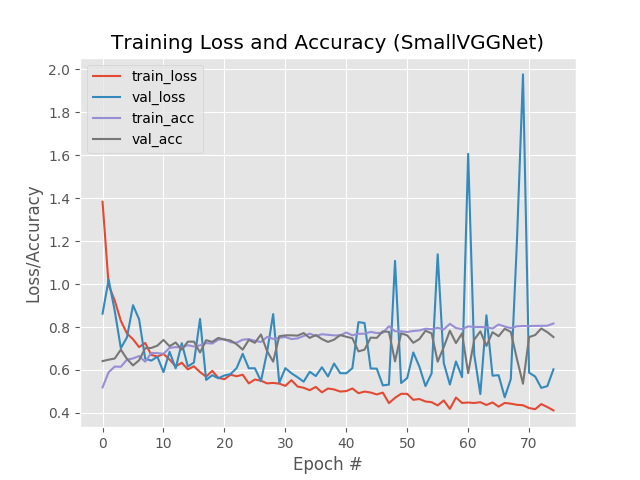 Training Loss and Accuracy (SmallVGGNet)
train_loss
val_loss
train_acc
val_acc
2.0
1.8
1.6
1.4
1.2
1.0
0.8
0.6
0.4
Loss/Accuracy
0 10 20 30 40 50 60 70
Epoch #